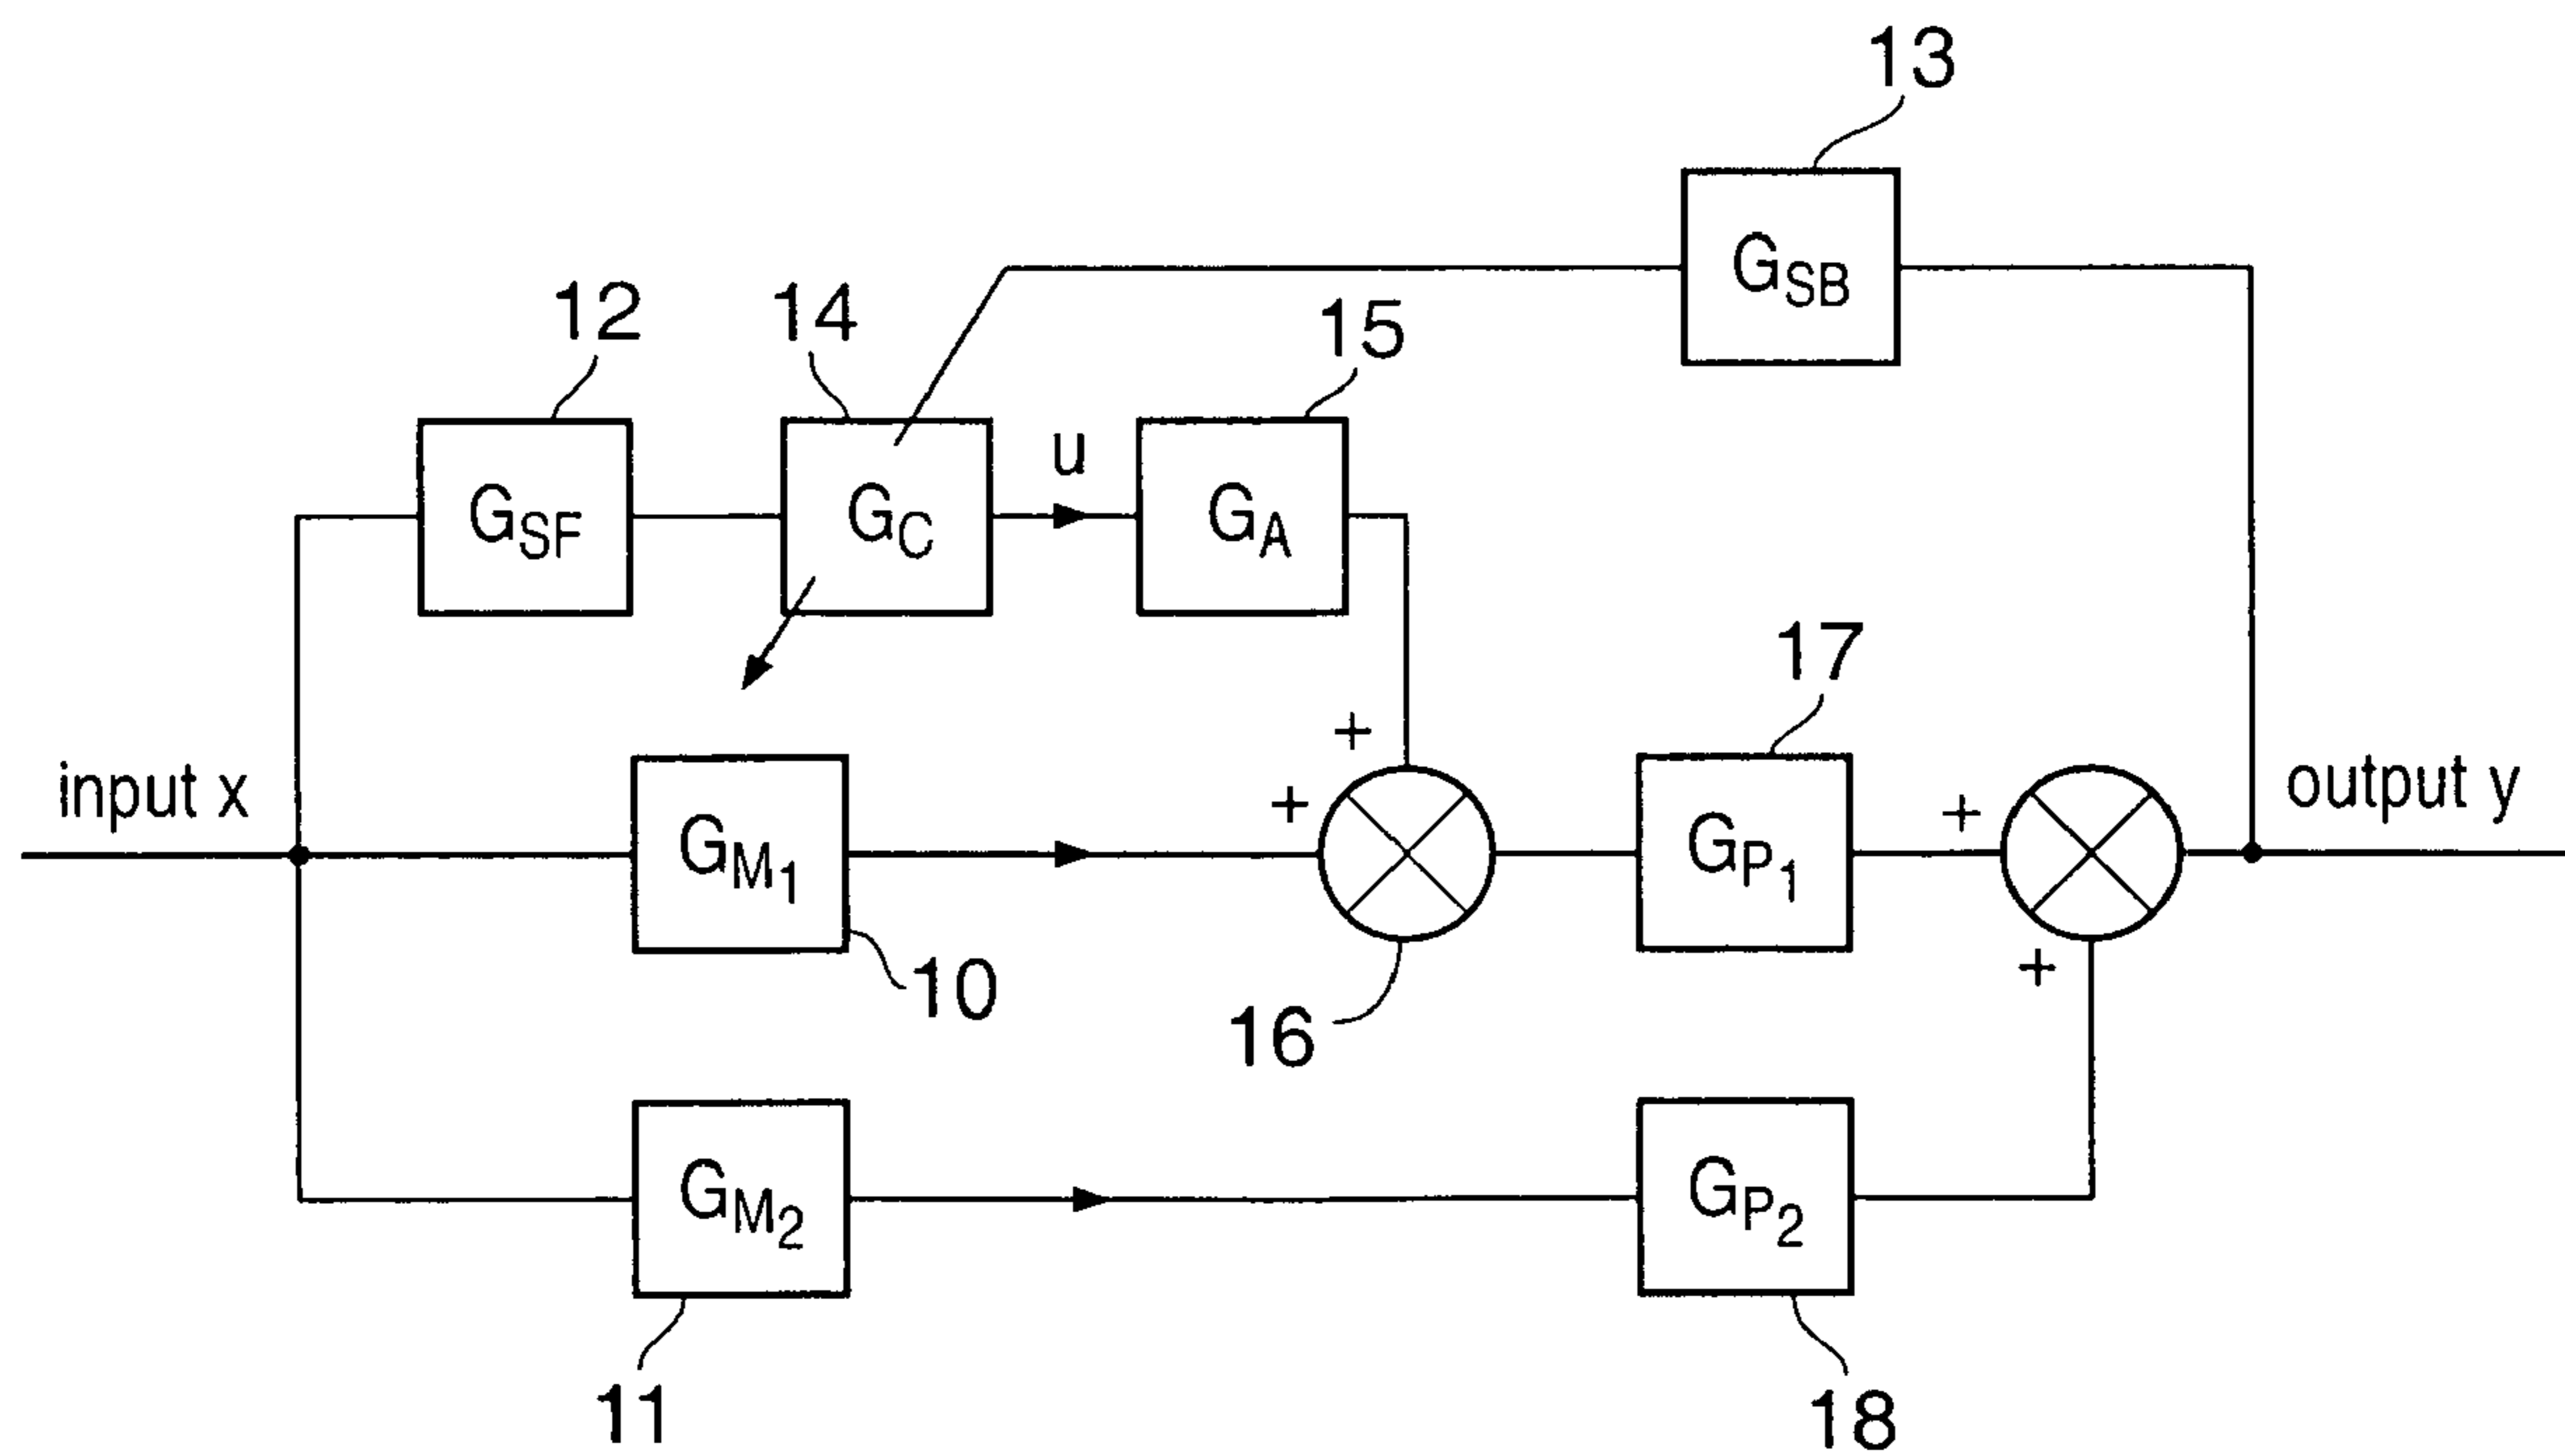 13
G_SB
12
14
15
G_SF
G_C
u
G_A
17
+
input x
G_M1
+
G_P1
+
output y
10
16
+
G_M2
G_P2
11
18